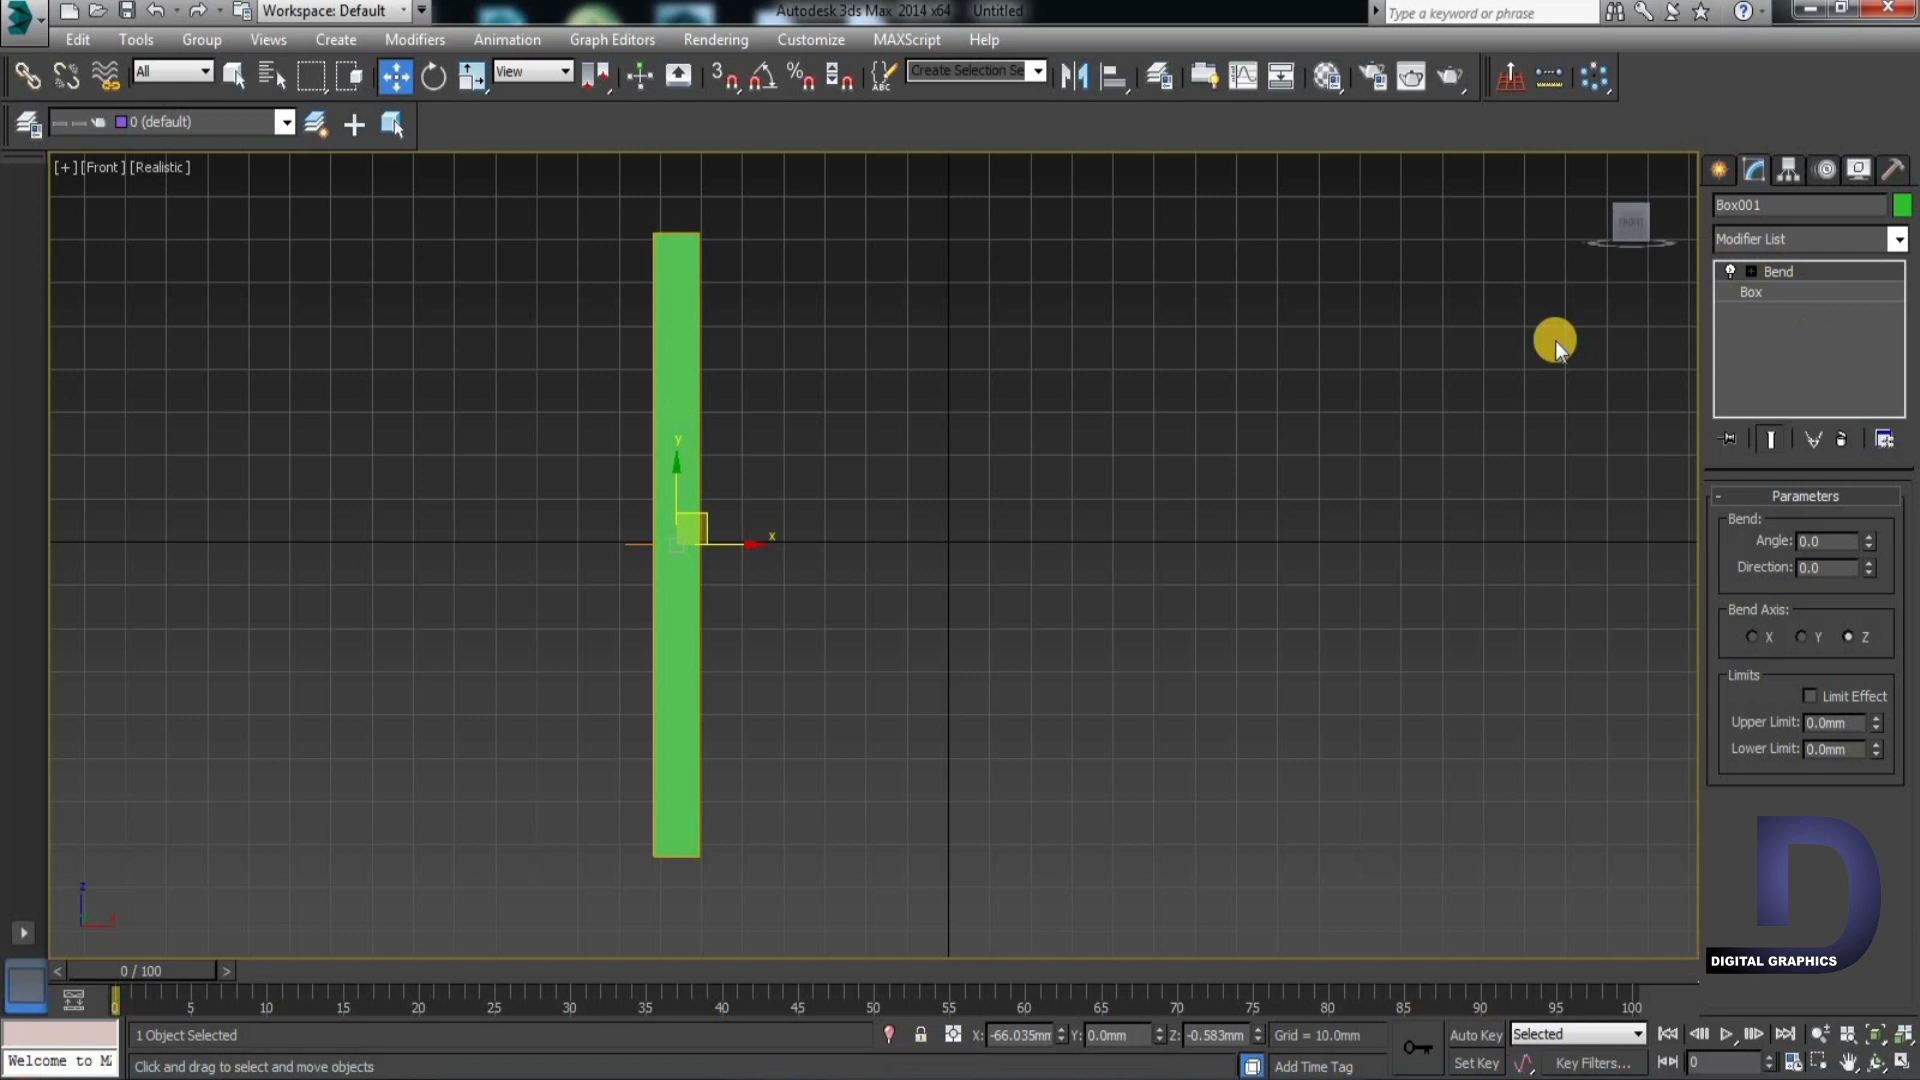 Workspace: Default
Autodesk 3ds Max 2014 x64 Untitled
Type a keyword or phrase
Edit Tools Group Views Create Modifiers Animation Graph Editors Rendering Customize MAXScript Help
All
View
3
ABC
Create Selection Se
0 (default)
[+] [Front] [Realistic]
FRONT
Box001
Modifier List
Bend
Box
y
x
Parameters
Bend:
Angle: 0.0
Direction: 0.0
Bend Axis:
X Y Z
Limits
Limit Effect
Upper Limit: 0.0mm
Lower Limit: 0.0mm
z
x
DIGITAL GRAPHICS
< 0 / 100 >
0 5 10 15 20 25 30 35 40 45 50 55 60 65 70 75 80 85 90 95 100
1 Object Selected
X: -66.035mm Y: 0.0mm Z: -0.583mm Grid = 10.0mm
Auto Key Selected
Welcome to M
Click and drag to select and move objects
Add Time Tag
Set Key Key Filters...
0